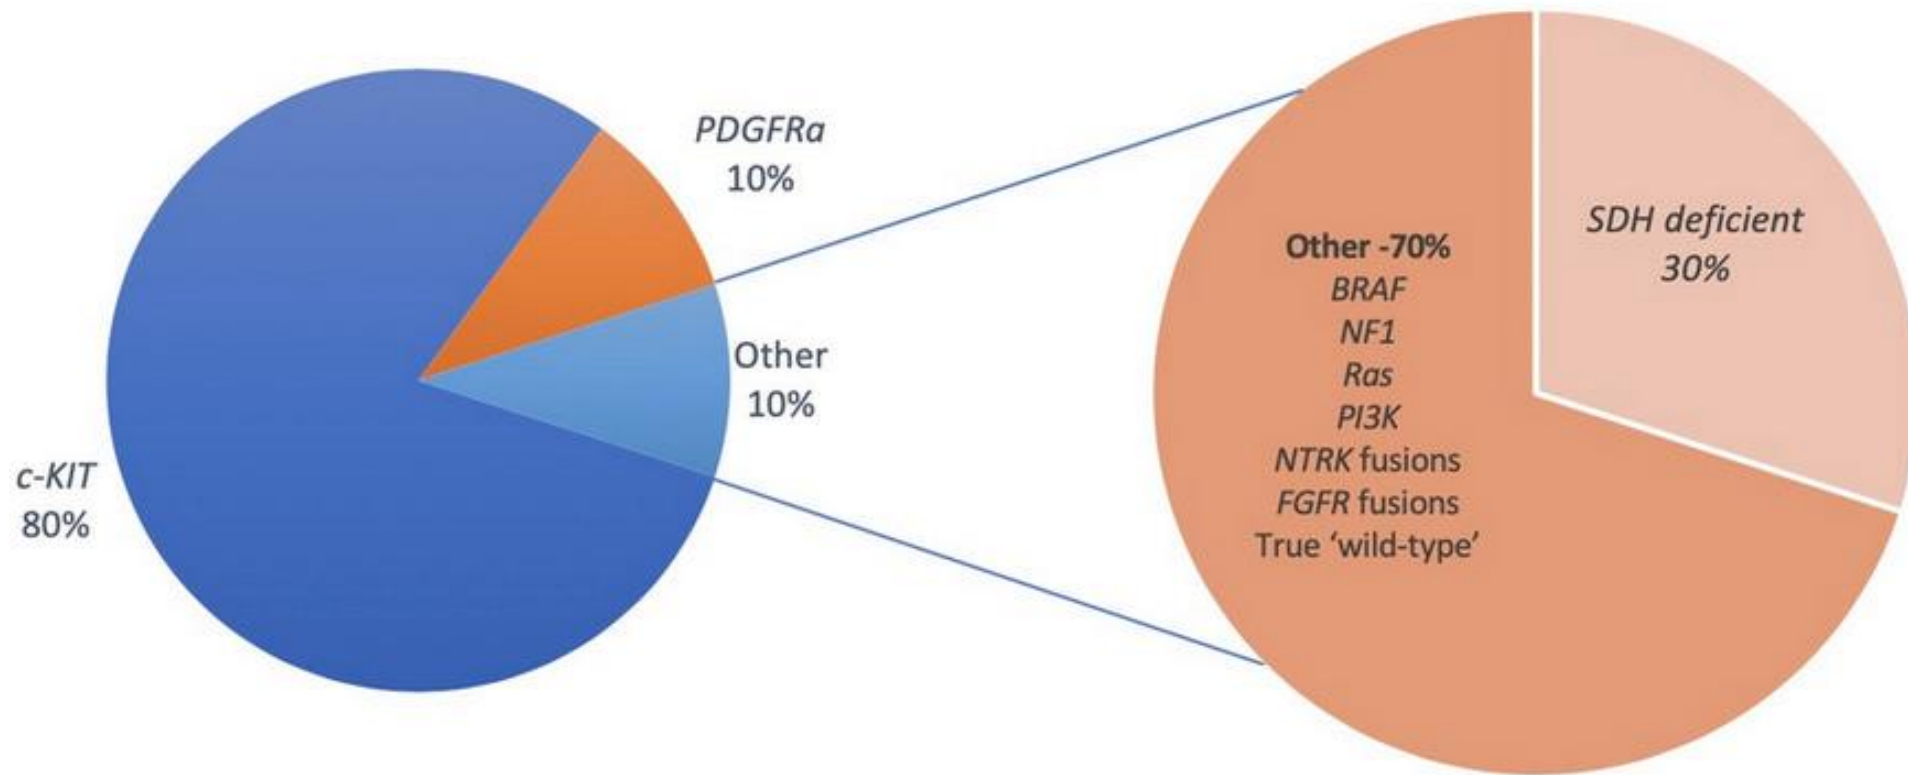 PDGFRa
10%
Other
10%
c-KIT
80%
Other -70%
BRAF
NF1
Ras
PI3K
NTRK fusions
FGFR fusions
True ‘wild-type’
SDH deficient
30%